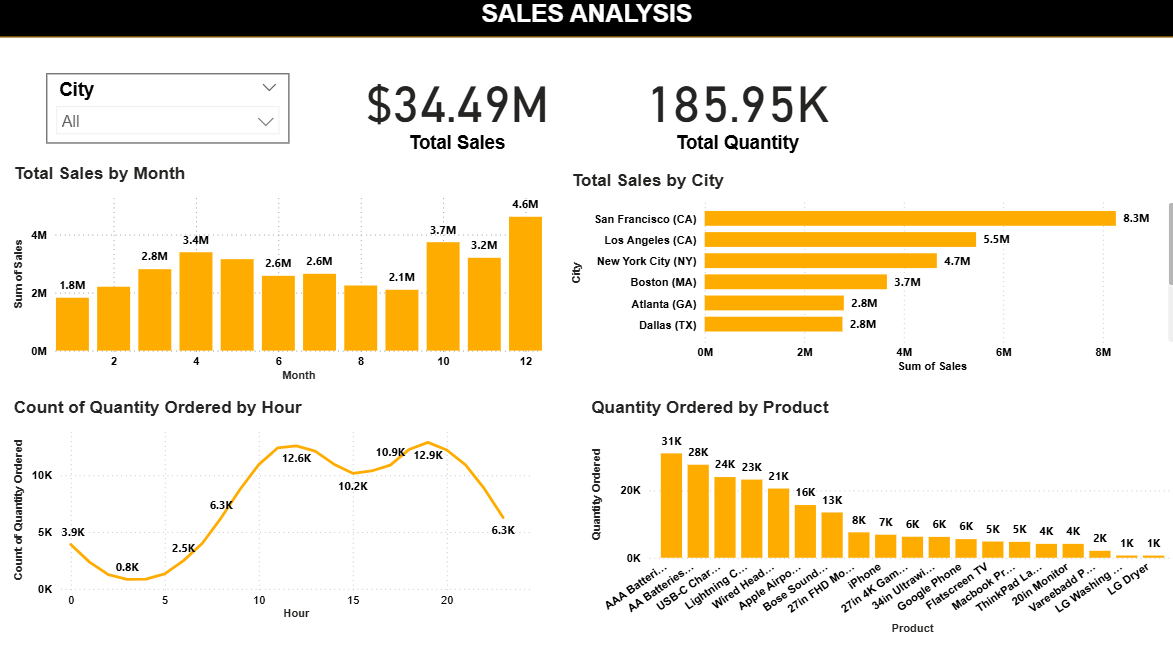 SALES ANALYSIS
City
All
$34.49M
Total Sales
185.95K
Total Quantity
Total Sales by Month
Sum of Sales
4M
2M
0M
1.8M
2.8M
3.4M
2.6M
2.6M
2.1M
3.7M
3.2M
4.6M
2
4
6
8
10
12
Month
Total Sales by City
City
San Francisco (CA) 8.3M
Los Angeles (CA) 5.5M
New York City (NY) 4.7M
Boston (MA) 3.7M
Atlanta (GA) 2.8M
Dallas (TX) 2.8M
0M 2M 4M 6M 8M
Sum of Sales
Count of Quantity Ordered by Hour
Count of Quantity Ordered
10K
5K
0K
3.9K
0.8K
2.5K
6.3K
12.6K
10.2K
10.9K
12.9K
6.3K
0 5 10 15 20
Hour
Quantity Ordered by Product
Quantity Ordered
20K
0K
31K
28K
24K
23K
21K
16K
13K
8K
7K
6K
6K
6K
5K
5K
4K
4K
2K
1K
1K
AAA Batteri...
AA Batteries...
USB-C Char...
Lightning C...
Wired Head...
Apple Airpo...
Bose Sound...
27in FHD Mo...
iPhone
27in 4K Gam...
34in Ultrawi...
Google Phone
Flatscreen TV
Macbook Pr...
ThinkPad La...
20in Monitor
Vareebadd P...
LG Washing ...
LG Dryer
Product